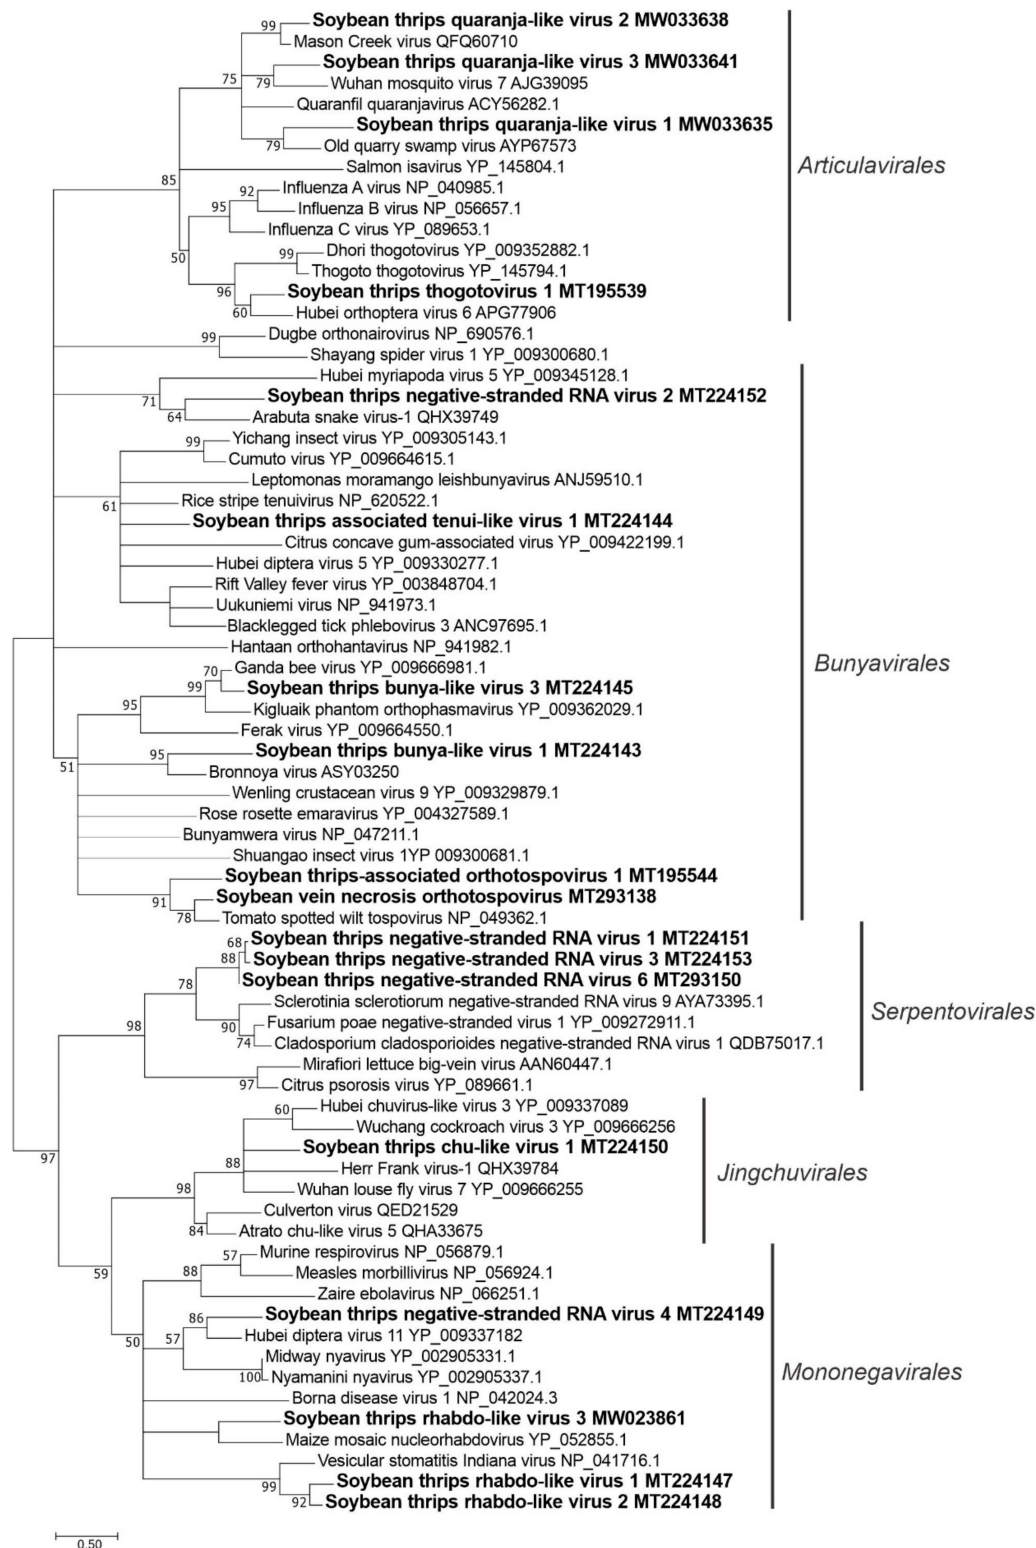 Soybean thrips quaranja-like virus 2 MW033638
99
Mason Creek virus QFQ60710
Soybean thrips quaranja-like virus 3 MW033641
75
79
Wuhan mosquito virus 7 AJG39095
Quaranfil quaranjavirus ACY56282.1
Soybean thrips quaranja-like virus 1 MW033635
79
Old quarry swamp virus AYP67573
Articulavirales
Salmon isavirus YP_145804.1
85
92
Influenza A virus NP_040985.1
95
Influenza B virus NP_056657.1
Influenza C virus YP_089653.1
50
99
Dhori thogotovirus YP_009352882.1
Thogoto thogotovirus YP_145794.1
96
Soybean thrips thogotovirus 1 MT195539
60
Hubei orthoptera virus 6 APG77906
99
Dugbe orthonairovirus NP_690576.1
Shayang spider virus 1 YP_009300680.1
Hubei myriapoda virus 5 YP_009345128.1
71
Soybean thrips negative-stranded RNA virus 2 MT224152
64
Arabuta snake virus-1 QHX39749
99
Yichang insect virus YP_009305143.1
Cumuto virus YP_009664615.1
Leptomonas moramango leishbunyavirus ANJ59510.1
61
Rice stripe tenuivirus NP_620522.1
Soybean thrips associated tenui-like virus 1 MT224144
Citrus concave gum-associated virus YP_009422199.1
Hubei diptera virus 5 YP_009330277.1
Rift Valley fever virus YP_003848704.1
Uukuniemi virus NP_941973.1
Blacklegged tick phlebovirus 3 ANC97695.1
Hantaan orthohantavirus NP_941982.1
Bunyavirales
70
Ganda bee virus YP_009666981.1
99
Soybean thrips bunya-like virus 3 MT224145
95
Kigluaik phantom orthophasmavirus YP_009362029.1
Ferak virus YP_009664550.1
95
Soybean thrips bunya-like virus 1 MT224143
51
Bronnoya virus ASY03250
Wenling crustacean virus 9 YP_009329879.1
Rose rosette emaravirus YP_004327589.1
Bunyamwera virus NP_047211.1
Shuangao insect virus 1YP 009300681.1
Soybean thrips-associated orthotospovirus 1 MT195544
91
Soybean vein necrosis orthotospovirus MT293138
78
Tomato spotted wilt tospovirus NP_049362.1
68
Soybean thrips negative-stranded RNA virus 1 MT224151
88
Soybean thrips negative-stranded RNA virus 3 MT224153
78
Soybean thrips negative-stranded RNA virus 6 MT293150
Sclerotinia sclerotiorum negative-stranded RNA virus 9 AYA73395.1
Serpentovirales
98
90
Fusarium poae negative-stranded virus 1 YP_009272911.1
74
Cladosporium cladosporioides negative-stranded RNA virus 1 QDB75017.1
Mirafiori lettuce big-vein virus AAN60447.1
97
Citrus psorosis virus YP_089661.1
60
Hubei chuvirus-like virus 3 YP_009337089
Wuchang cockroach virus 3 YP_009666256
97
Soybean thrips chu-like virus 1 MT224150
88
Herr Frank virus-1 QHX39784
Jingchuvirales
98
Wuhan louse fly virus 7 YP_009666255
Culverton virus QED21529
84
Atrato chu-like virus 5 QHA33675
57
Murine respirovirus NP_056879.1
59
88
Measles morbillivirus NP_056924.1
Zaire ebolavirus NP_066251.1
86
Soybean thrips negative-stranded RNA virus 4 MT224149
50
57
Hubei diptera virus 11 YP_009337182
Midway nyavirus YP_002905331.1
100
Nyamanini nyavirus YP_002905337.1
Mononegavirales
Borna disease virus 1 NP_042024.3
Soybean thrips rhabdo-like virus 3 MW023861
Maize mosaic nucleorhabdovirus YP_052855.1
Vesicular stomatitis Indiana virus NP_041716.1
99
Soybean thrips rhabdo-like virus 1 MT224147
92
Soybean thrips rhabdo-like virus 2 MT224148
0.50